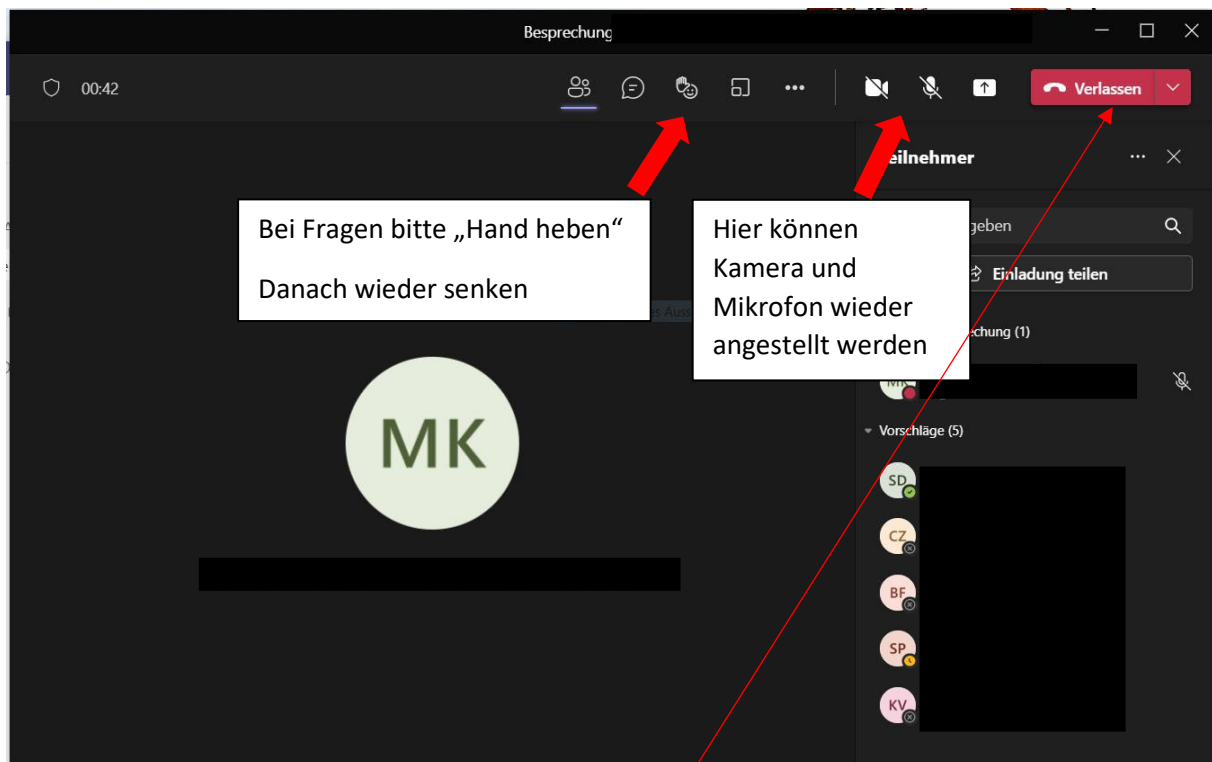 Besprechung
00:42
Verlassen
eilnehmer
Bei Fragen bitte „Hand heben“
Danach wieder senken
Hier können
Kamera und
Mikrofon wieder
angestellt werden
geben
Einladung teilen
echung (1)
MK
MK
Vorschläge (5)
SD
CZ
BF
SP
KV